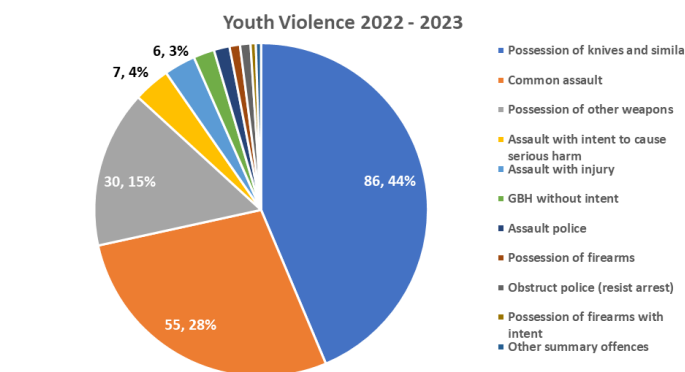 Youth Violence 2022 - 2023
6, 3%
7, 4%
30, 15%
86, 44%
55, 28%
Possession of knives and simila
Common assault
Possession of other weapons
Assault with intent to cause
serious harm
Assault with injury
GBH without intent
Assault police
Possession of firearms
Obstruct police (resist arrest)
Possession of firearms with
intent
Other summary offences